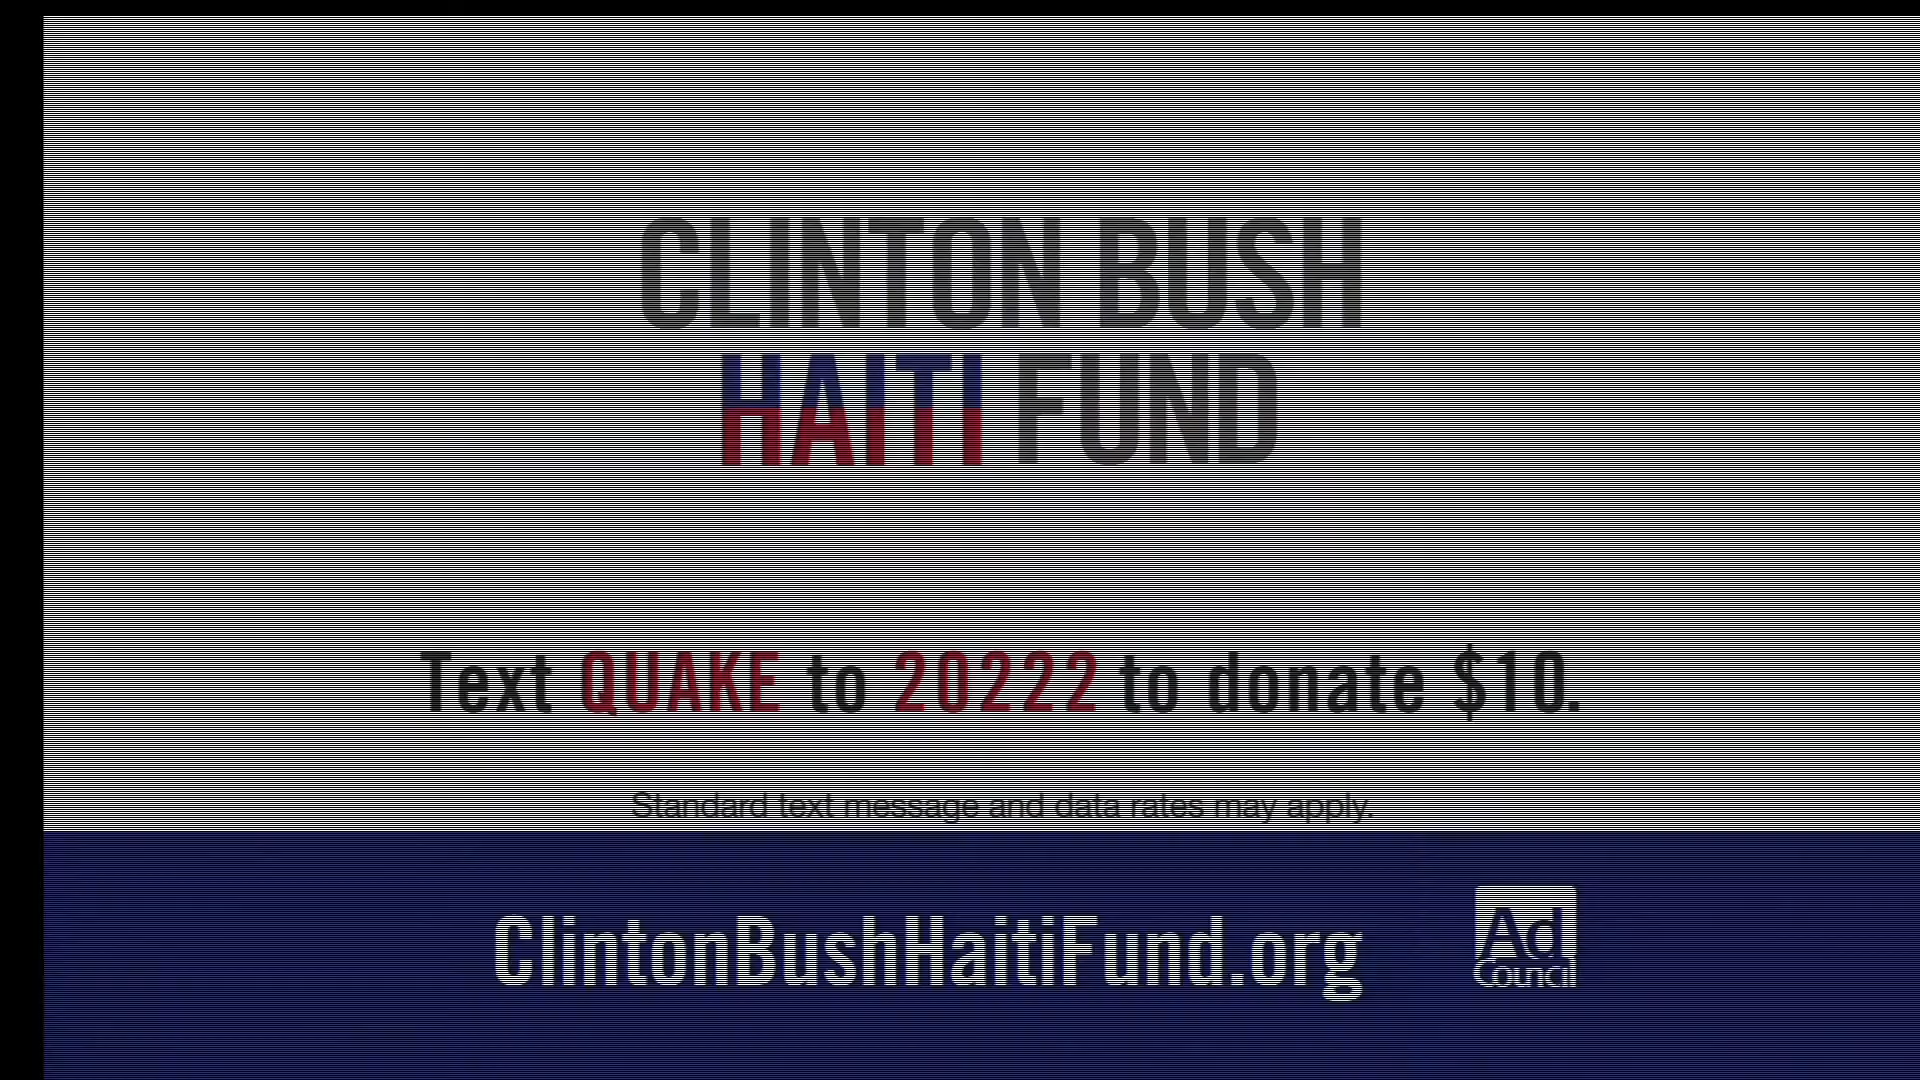 CLINTON BUSH
HAITI FUND
Text QUAKE to 20222 to donate $10.
Standard text message and data rates may apply.
ClintonBushHaitiFund.org
Ad
Council